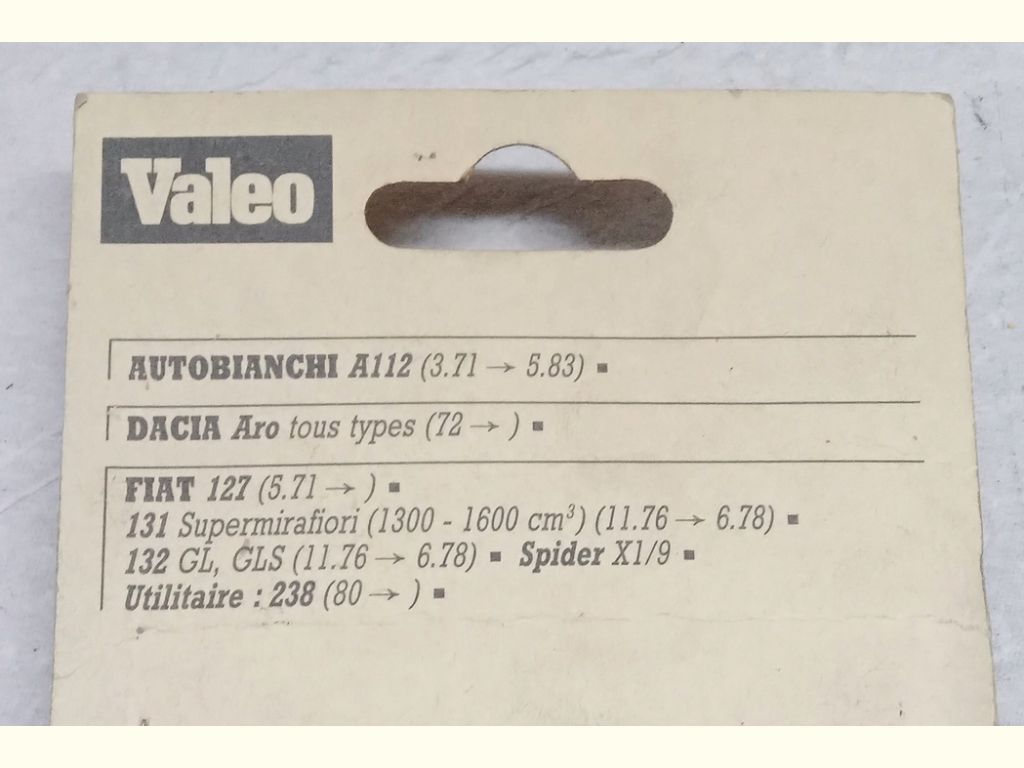 Valeo
AUTOBIANCHI A112 (3.71 → 5.83) ▪
DACIA Aro tous types (72 → ) ▪
FIAT 127 (5.71 → ) ▪
131 Supermirafiori (1300 - 1600 cm³) (11.76 → 6.78) ▪
132 GL, GLS (11.76 → 6.78) ▪ Spider X1/9 ▪
Utilitaire : 238 (80 → ) ▪